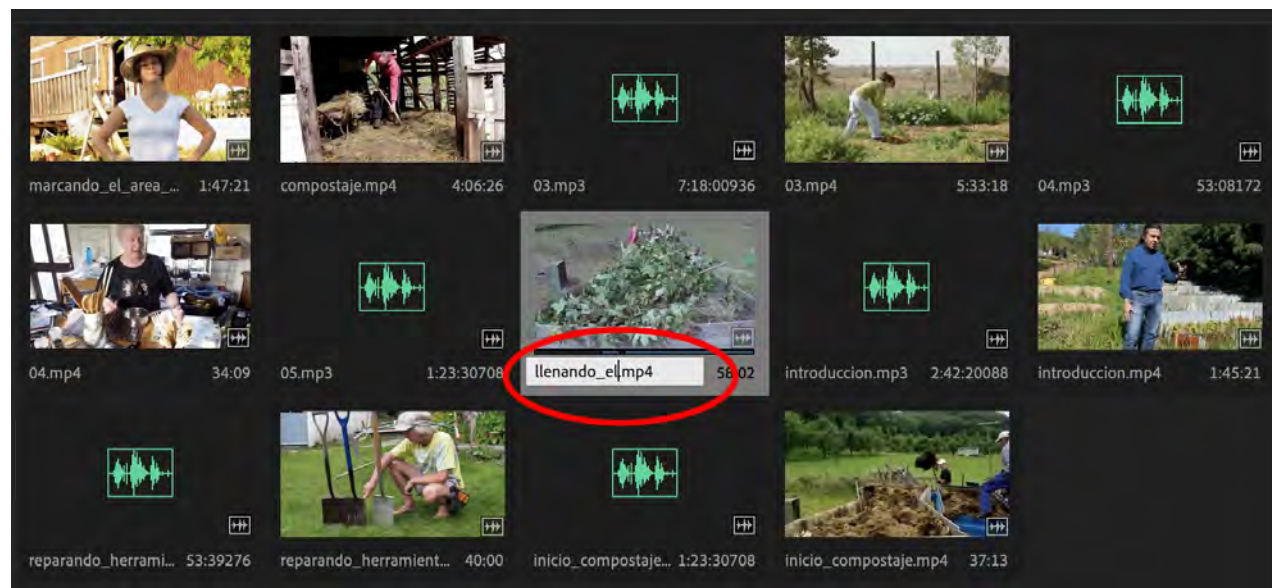 marcando_el_area_... 1:47:21
compostaje.mp4 4:06:26
03.mp3 7:18:00936
03.mp4 5:33:18
04.mp3 53:08172
04.mp4 34:09
05.mp3 1:23:30708
llenando_el.mp4 58:02
introduccion.mp3 2:42:20088
introduccion.mp4 1:45:21
reparando_herrami... 53:39276
reparando_herrament... 40:00
inicio_compostaje... 1:23:30708
inicio_compostaje.mp4 37:13